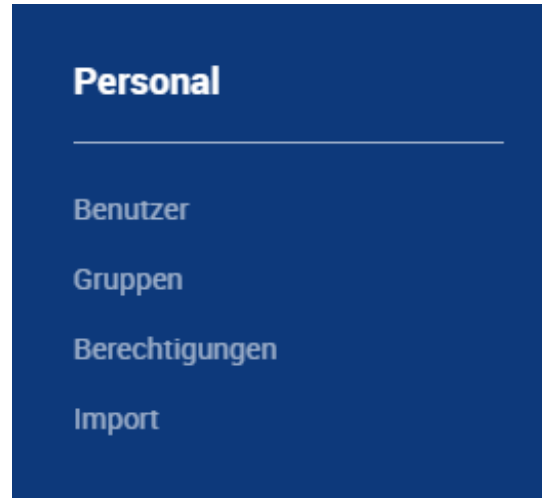 Personal
Benutzer
Gruppen
Berechtigungen
Import